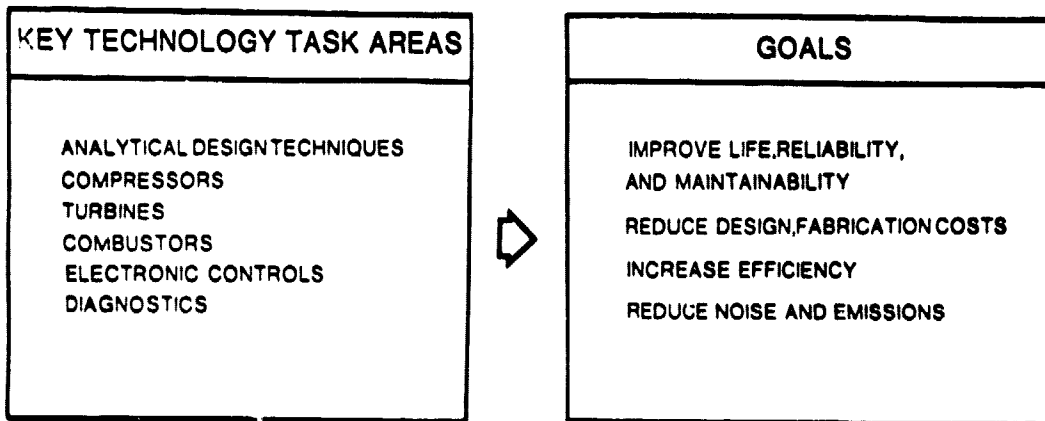 KEY TECHNOLOGY TASK AREAS
ANALYTICAL DESIGN TECHNIQUES
COMPRESSORS
TURBINES
COMBUSTORS
ELECTRONIC CONTROLS
DIAGNOSTICS
GOALS
IMPROVE LIFE, RELIABILITY,
AND MAINTAINABILITY
REDUCE DESIGN, FABRICATION COSTS
INCREASE EFFICIENCY
REDUCE NOISE AND EMISSIONS